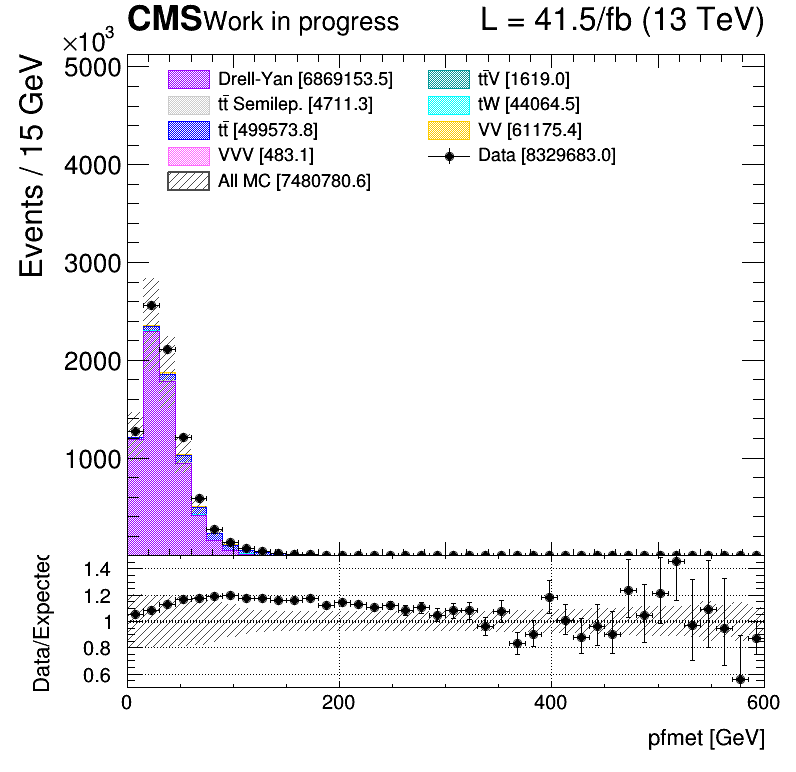 CMS Work in progress L = 41.5/fb (13 TeV)
×10³
Events / 15 GeV
5000
4000
3000
2000
1000
Drell-Yan [6869153.5]
tt̄ Semilep. [4711.3]
tt̄ [499573.8]
VVV [483.1]
All MC [7480780.6]
tt̄V [1619.0]
tW [44064.5]
VV [61175.4]
Data [8329683.0]
Data/Expected
1.4
1.2
1
0.8
0.6
0 200 400 600
pfmet [GeV]